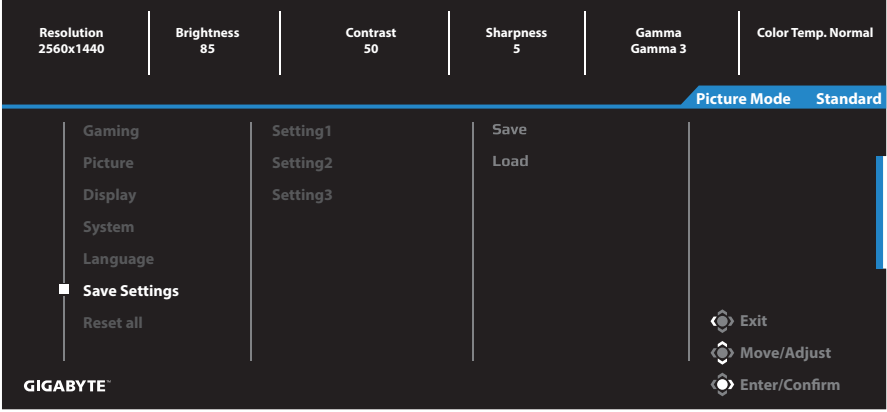 Resolution Brightness Contrast Sharpness Gamma Color Temp. Normal
2560x1440 85 50 5 Gamma 3
Picture Mode Standard
Gaming Setting1 Save
Picture Setting2 Load
Display Setting3
System
Language
Save Settings
Reset all
Exit
Move/Adjust
GIGABYTE™ Enter/Confirm